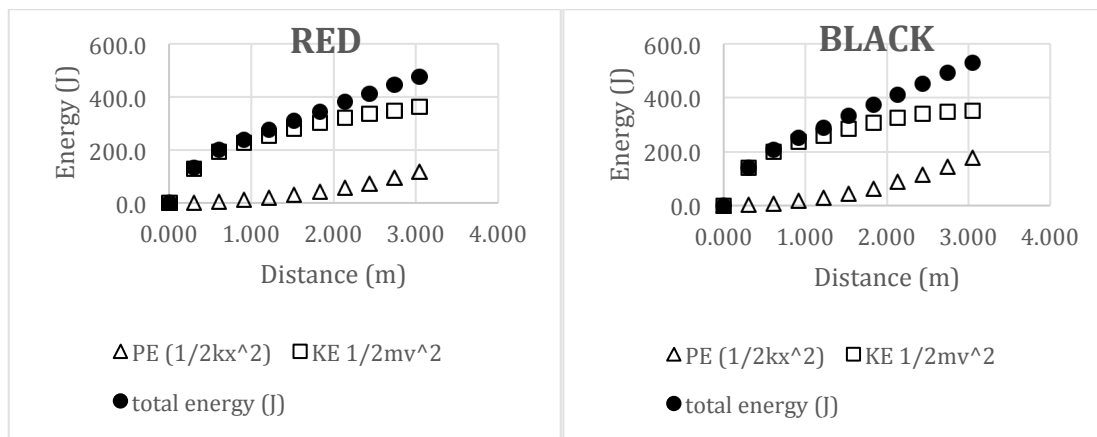 RED
600.0
400.0
200.0
0.0
Energy (J)
0.000 1.000 2.000 3.000 4.000
Distance (m)
PE (1/2kx^2) KE 1/2mv^2
total energy (J)
BLACK
600.0
400.0
200.0
0.0
Energy (J)
0.000 1.000 2.000 3.000 4.000
Distance (m)
PE (1/2kx^2) KE 1/2mv^2
total energy (J)